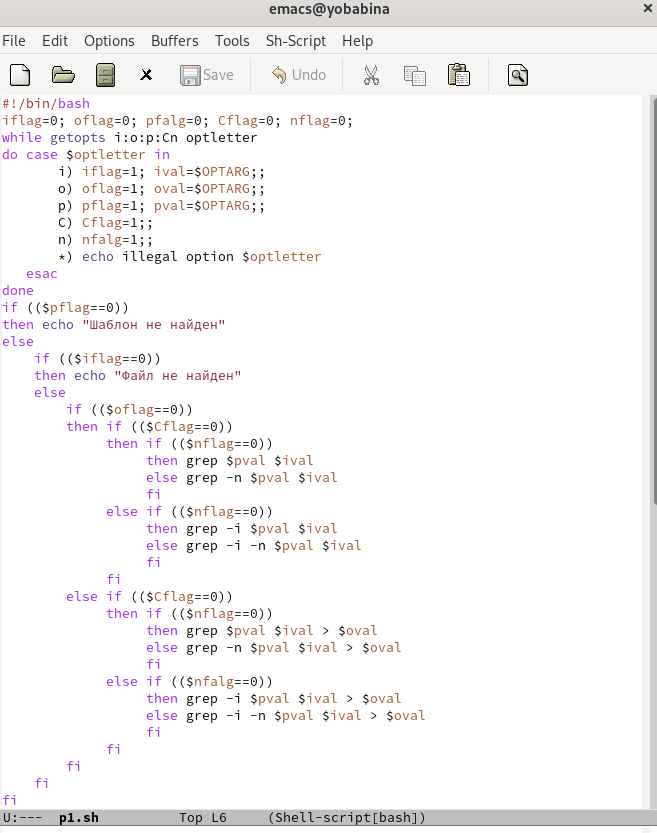 emacs@yobabina ×
File Edit Options Buffers Tools Sh-Script Help
Save Undo
#!/bin/bash
iflag=0; oflag=0; pfalg=0; Cflag=0; nflag=0;
while getopts i:o:p:Cn optletter
do case $optletter in
       i) iflag=1; ival=$OPTARG;;
       o) oflag=1; oval=$OPTARG;;
       p) pflag=1; pval=$OPTARG;;
       C) Cflag=1;;
       n) nfalg=1;;
       *) echo illegal option $optletter
   esac
done
if (($pflag==0))
then echo "Шаблон не найден"
else
    if (($iflag==0))
    then echo "Файл не найден"
    else
        if (($oflag==0))
        then if (($Cflag==0))
             then if (($nflag==0))
                  then grep $pval $ival
                  else grep -n $pval $ival
                  fi
             else if (($nflag==0))
                  then grep -i $pval $ival
                  else grep -i -n $pval $ival
                  fi
             fi
        else if (($Cflag==0))
             then if (($nflag==0))
                  then grep $pval $ival > $oval
                  else grep -n $pval $ival > $oval
                  fi
             else if (($nfalg==0))
                  then grep -i $pval $ival > $oval
                  else grep -i -n $pval $ival > $oval
                  fi
             fi
        fi
    fi
fi
U:--- p1.sh Top L6 (Shell-script[bash])